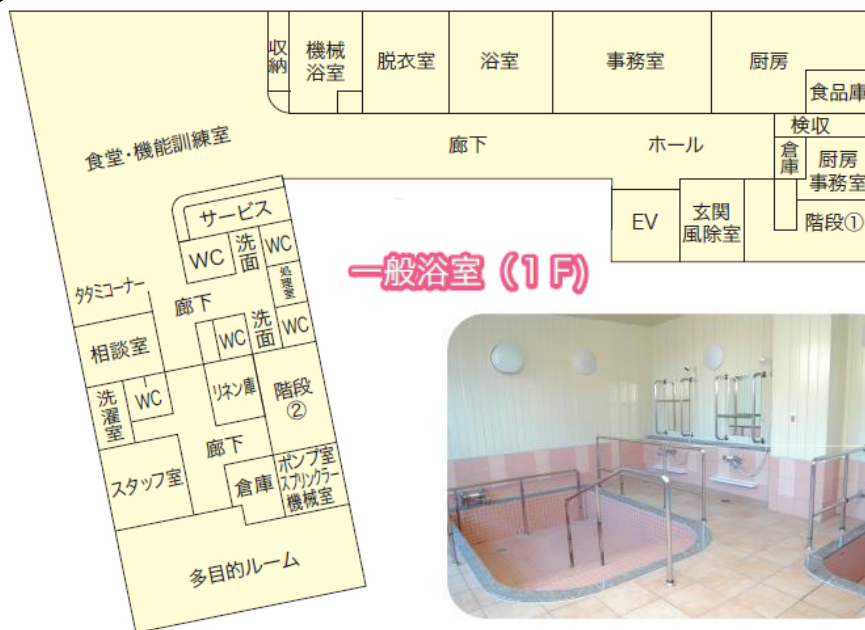 収納
機械
浴室
脱衣室
浴室
事務室
厨房
食品庫
検収
倉庫
厨房
事務室
階段①
食堂・機能訓練室
廊下
ホール
EV
玄関
風除室
サービス
WC
洗面
WC
処理室
一般浴室（1F）
タタミコーナー
廊下
相談室
WC
洗面
WC
洗濯室
WC
リネン庫
階段
②
廊下
スタッフ室
倉庫
ポンプ室
スプリンクラー
機械室
多目的ルーム